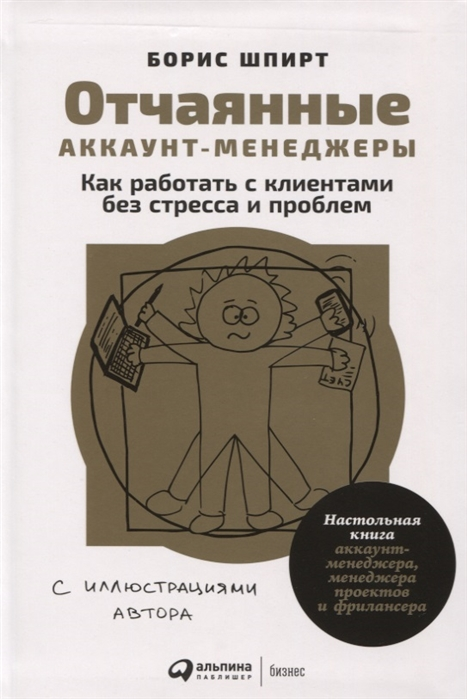 БОРИС ШПИРТ
Отчаянные
АККАУНТ-МЕНЕДЖЕРЫ
Как работать с клиентами
без стресса и проблем
СЧЕТ
Настольная
книга
аккаунт-
менеджера,
менеджера
проектов
и фрилансера
С ИЛЛЮСТРАЦИЯМИ
АВТОРА
АЛЬПИНА
ПАБЛИШЕР
БИЗНЕС